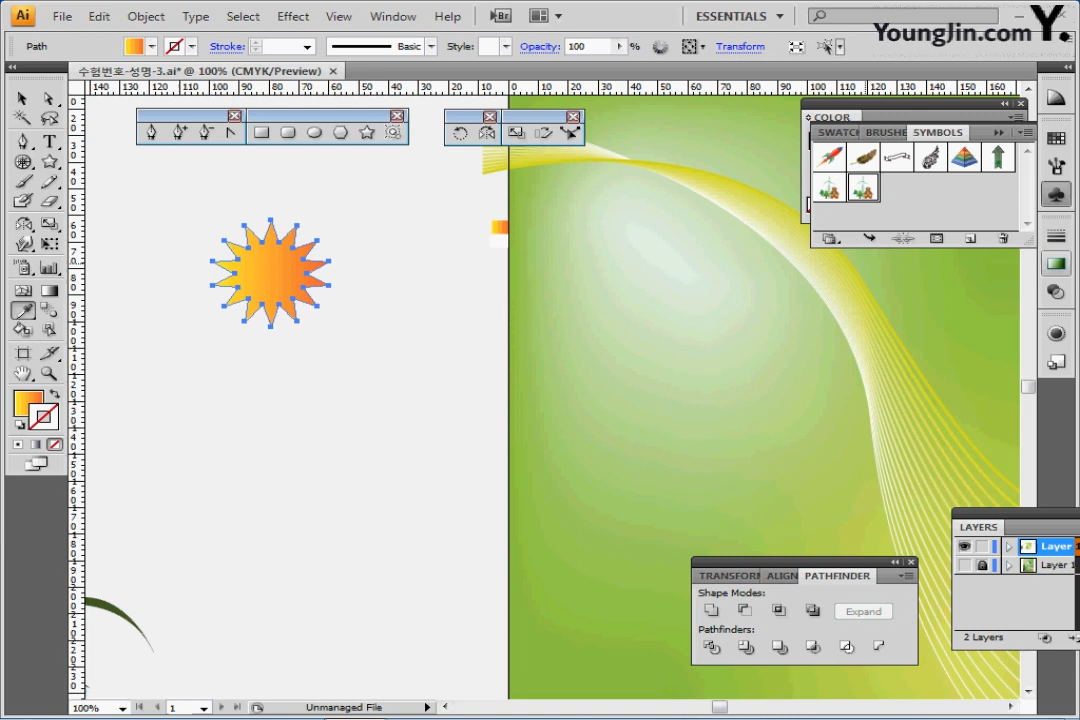 Ai File Edit Object Type Select Effect View Window Help Br ESSENTIALS
YoungJin.com Y.
Path Stroke: Basic Style: Opacity: 100 % Transform
수험번호-성명-3.ai* @ 100% (CMYK/Preview)
140 130 120 110 100 90 80 70 60 50 40 30 20 10 0 10 20 30 40 50 60 70 80 90 100 110 120 130 140 150 160
COLOR
SWATC BRUSHE SYMBOLS
LAYERS
Layer
Layer 1
2 Layers
TRANSFORM ALIGN PATHFINDER
Shape Modes:
Expand
Pathfinders:
100% 1 Unmanaged File